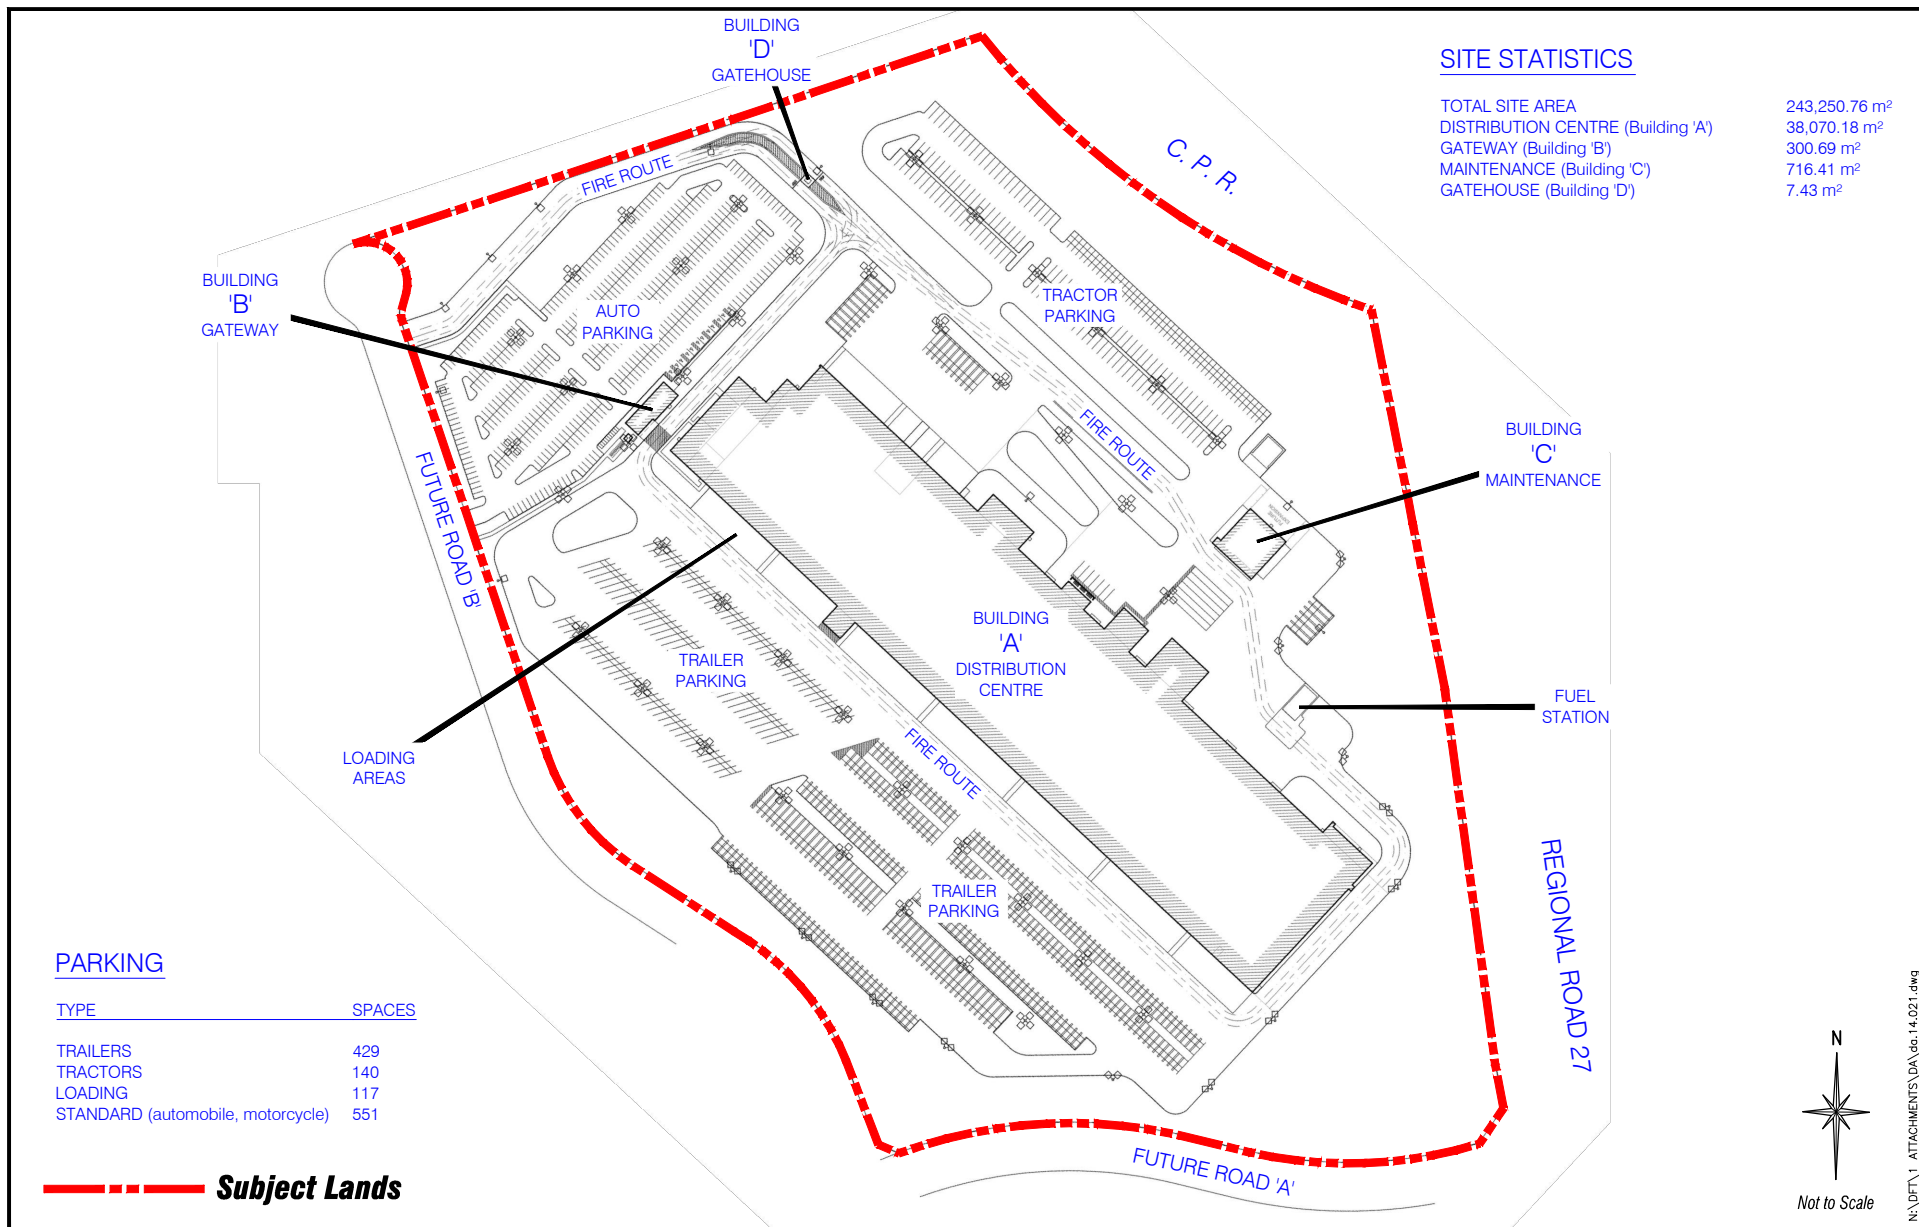 BUILDING
'D'
GATEHOUSE
SITE STATISTICS
TOTAL SITE AREA 243,250.76 m²
DISTRIBUTION CENTRE (Building 'A') 38,070.18 m²
GATEWAY (Building 'B') 300.69 m²
MAINTENANCE (Building 'C') 716.41 m²
GATEHOUSE (Building 'D') 7.43 m²
C. P. R.
FIRE ROUTE
BUILDING
'B'
GATEWAY
AUTO
PARKING
TRACTOR
PARKING
FIRE ROUTE
BUILDING
'C'
MAINTENANCE
FUTURE ROAD 'B'
BUILDING
'A'
DISTRIBUTION
CENTRE
TRAILER
PARKING
FUEL
STATION
LOADING
AREAS
FIRE ROUTE
TRAILER
PARKING
REGIONAL ROAD 27
PARKING
TYPE SPACES
TRAILERS 429
TRACTORS 140
LOADING 117
STANDARD (automobile, motorcycle) 551
Subject Lands
FUTURE ROAD 'A'
N
Not to Scale
N:\DFT\1 ATTACHMENTS\DA\da.14.021.dwg